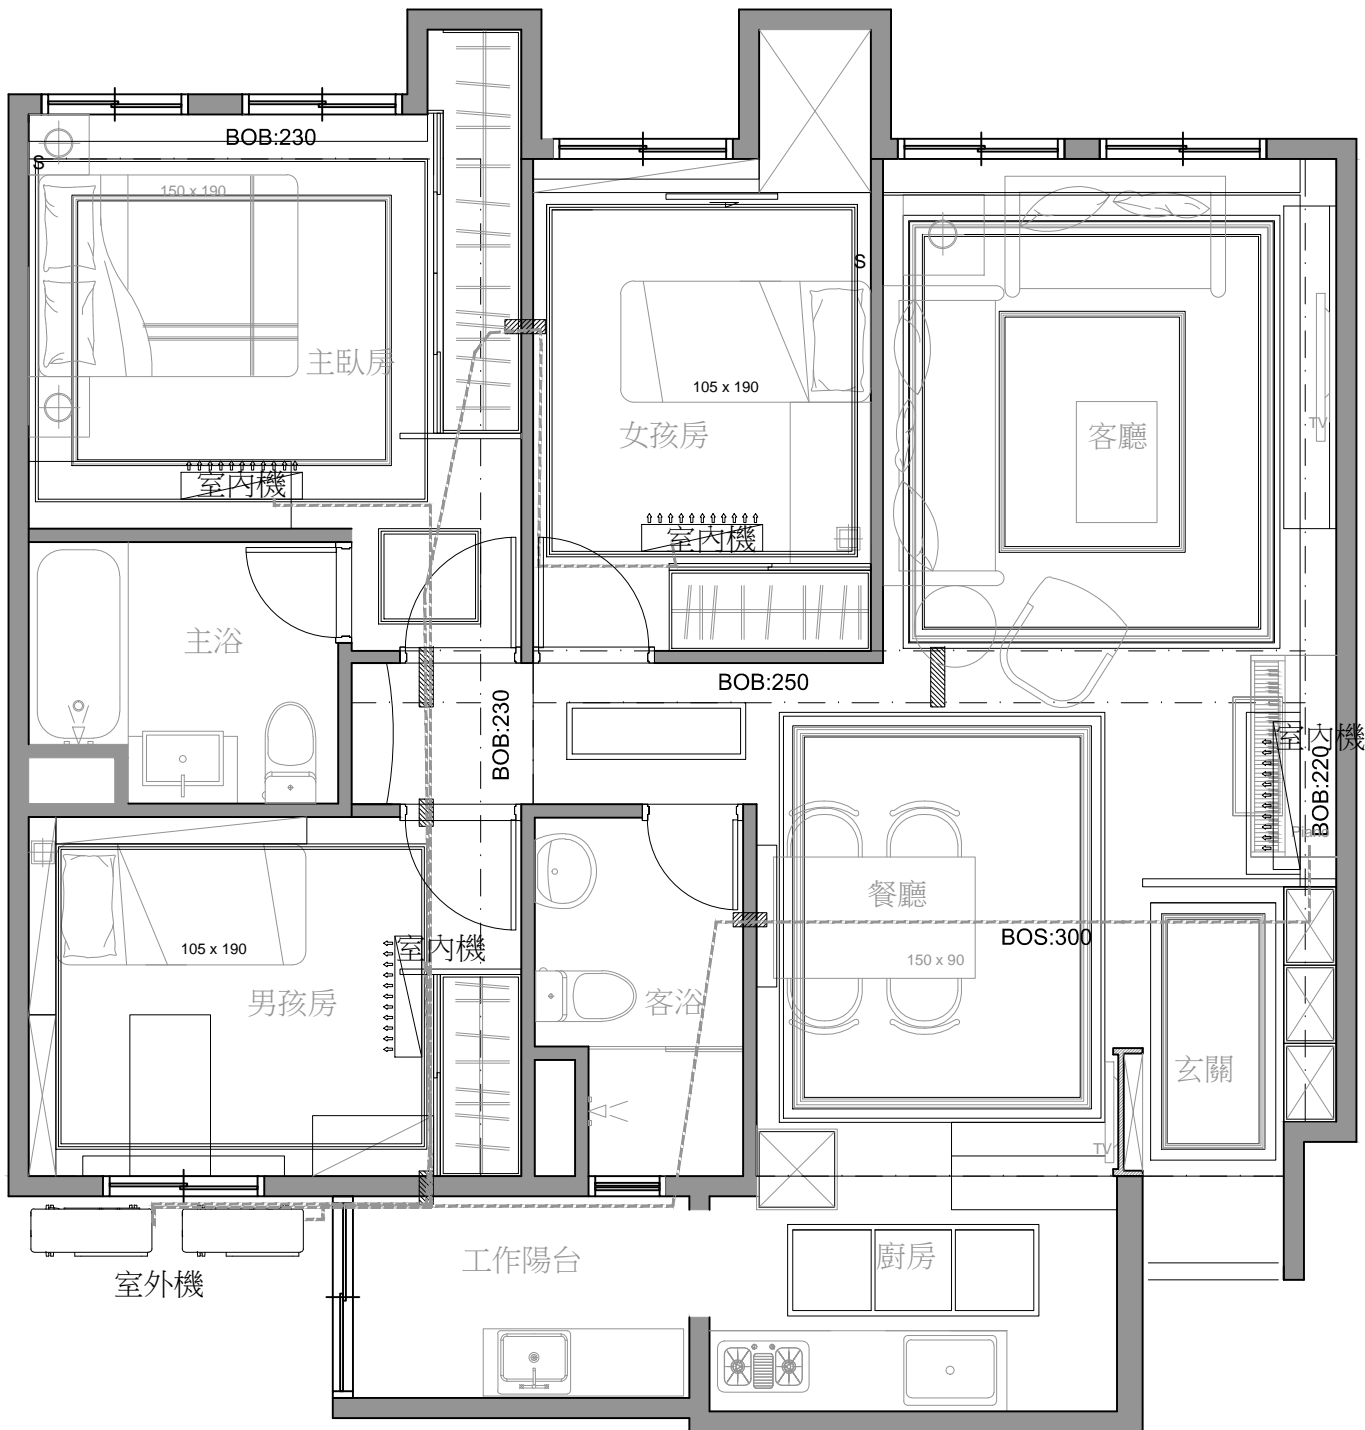 BOB:230
S
150 x 190
主臥房
室內機
S
105 x 190
女孩房
室內機
客廳
TV
主浴
BOB:230
BOB:250
室內機
BOB:220
Piano
105 x 190
室內機
男孩房
餐廳
BOS:300
150 x 90
客浴
玄關
TV
室外機
工作陽台
廚房